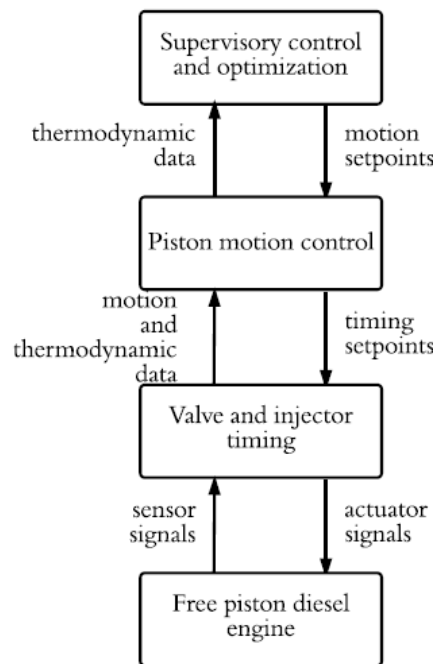 Supervisory control
and optimization
thermodynamic
data
motion
setpoints
Piston motion control
motion
and
thermodynamic
data
timing
setpoints
Valve and injector
timing
sensor
signals
actuator
signals
Free piston diesel
engine